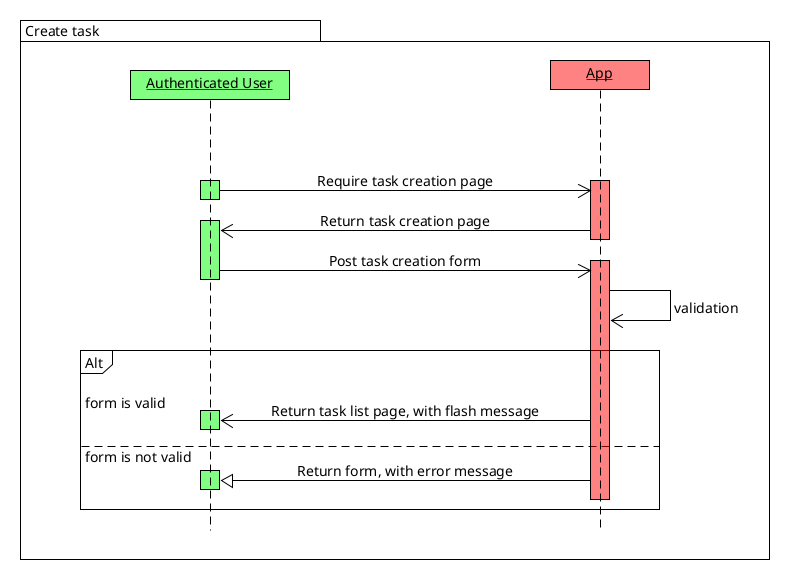 Create task
Authenticated User
App
Require task creation page
Return task creation page
Post task creation form
validation
Alt
form is valid
Return task list page, with flash message
form is not valid
Return form, with error message